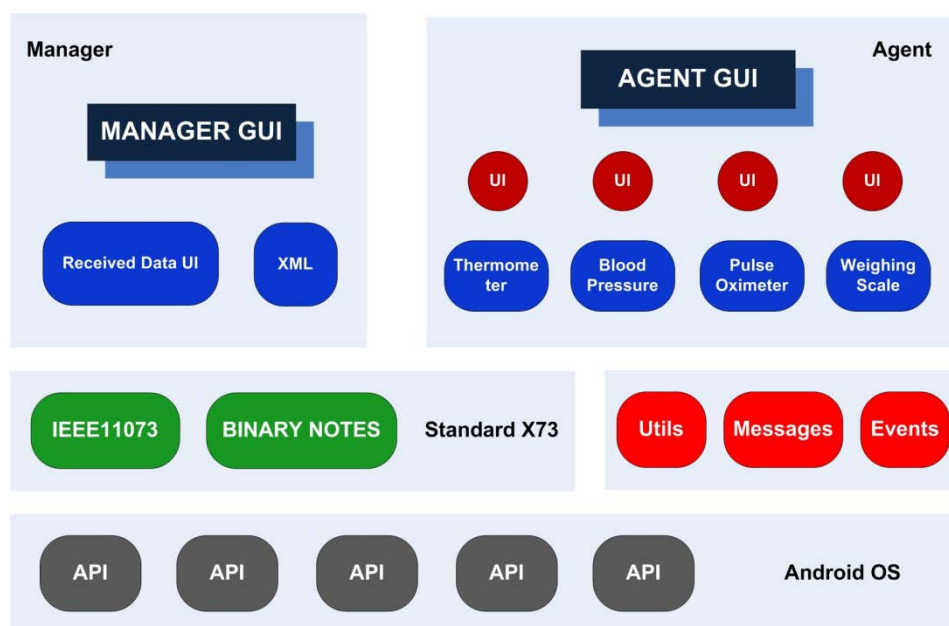 Manager
MANAGER GUI
Received Data UI
XML
Agent
AGENT GUI
UI
UI
UI
UI
Thermome
ter
Blood
Pressure
Pulse
Oximeter
Weighing
Scale
IEEE11073
BINARY NOTES
Standard X73
Utils
Messages
Events
API
API
API
API
API
Android OS